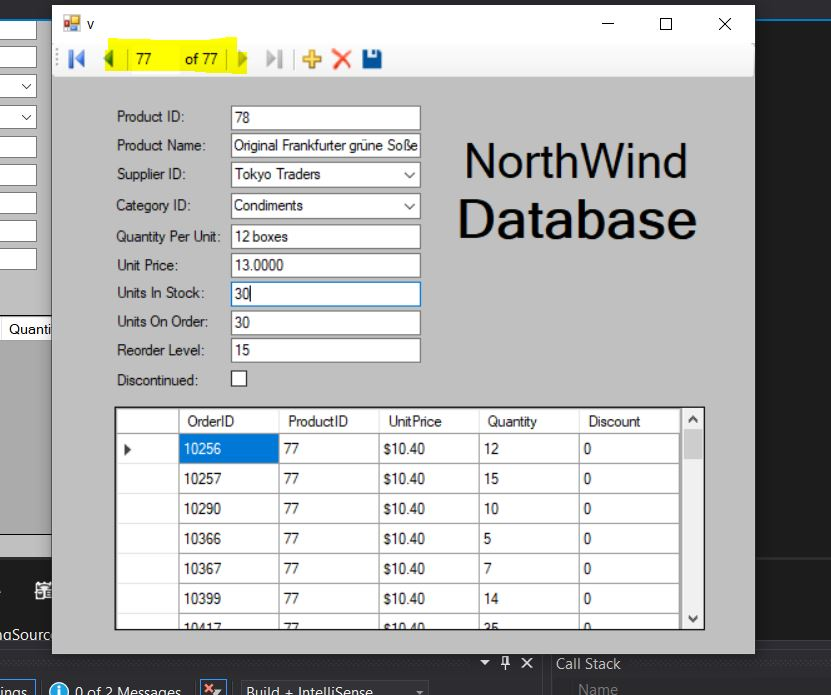 v
77 of 77
Product ID: 78
Product Name: Original Frankfurter grüne Soße
Supplier ID: Tokyo Traders
Category ID: Condiments
Quantity Per Unit: 12 boxes
Unit Price: 13.0000
Units In Stock: 30
Units On Order: 30
Reorder Level: 15
Discontinued:
NorthWind
Database
Quanti
OrderID ProductID UnitPrice Quantity Discount
10256 77 $10.40 12 0
10257 77 $10.40 15 0
10290 77 $10.40 10 0
10366 77 $10.40 5 0
10367 77 $10.40 7 0
10399 77 $10.40 14 0
10417 77 $10.40 35 0
Call Stack
ings 0 of 2 Messages Build + IntelliSense
Name